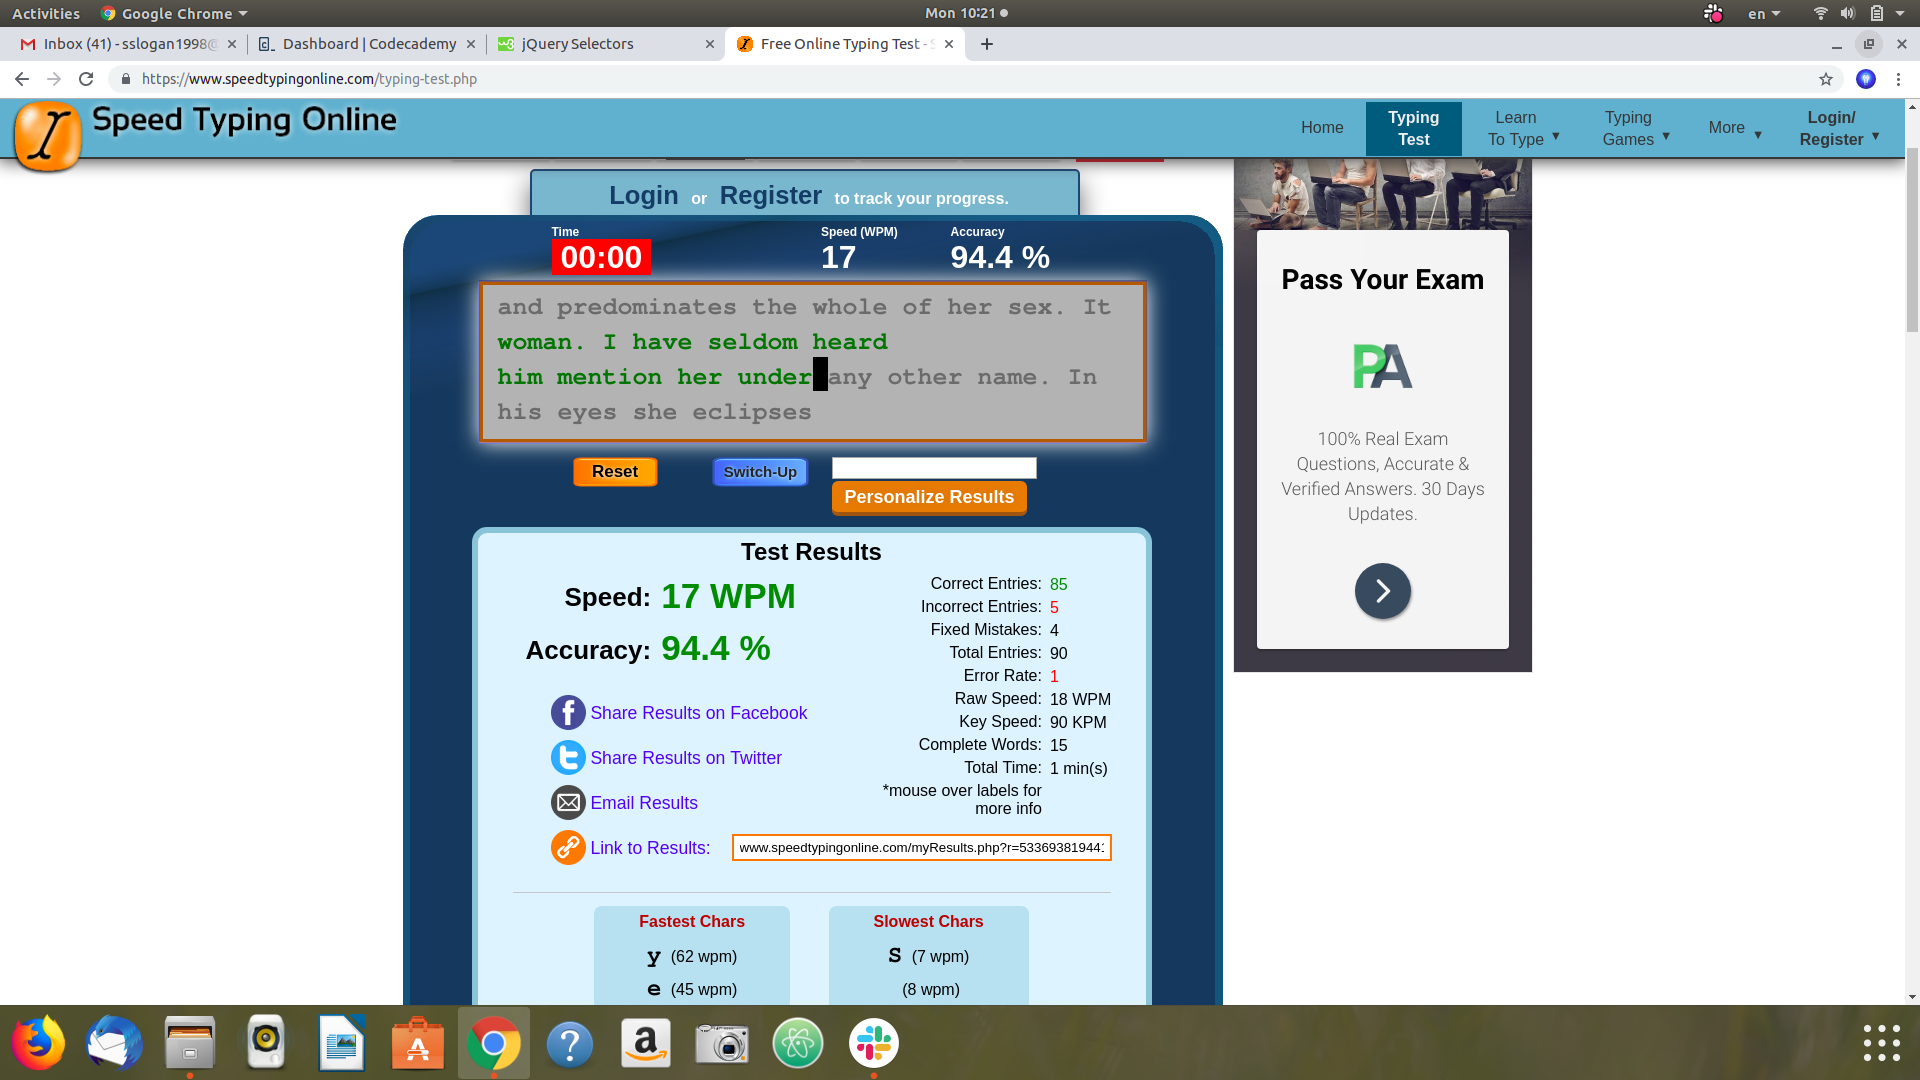 Activities
Google Chrome
Mon 10:21
en
Inbox (41) - sslogan1998@
Dashboard | Codecademy
jQuery Selectors
Free Online Typing Test - S
https://www.speedtypingonline.com/typing-test.php
Speed Typing Online
Home
Typing Test
Learn To Type
Typing Games
More
Login/ Register
Login or Register to track your progress.
Time
Speed (WPM)
Accuracy
00:00
17
94.4 %
and predominates the whole of her sex. It
woman. I have seldom heard
him mention her under any other name. In
his eyes she eclipses
Reset
Switch-Up
Personalize Results
Test Results
Speed: 17 WPM
Accuracy: 94.4 %
Share Results on Facebook
Share Results on Twitter
Email Results
Link to Results:
www.speedtypingonline.com/myResults.php?r=53369381944
Correct Entries: 85
Incorrect Entries: 5
Fixed Mistakes: 4
Total Entries: 90
Error Rate: 1
Raw Speed: 18 WPM
Key Speed: 90 KPM
Complete Words: 15
Total Time: 1 min(s)
*mouse over labels for
more info
Fastest Chars
y (62 wpm)
e (45 wpm)
Slowest Chars
S (7 wpm)
(8 wpm)
Pass Your Exam
PA
100% Real Exam
Questions, Accurate &
Verified Answers. 30 Days
Updates.